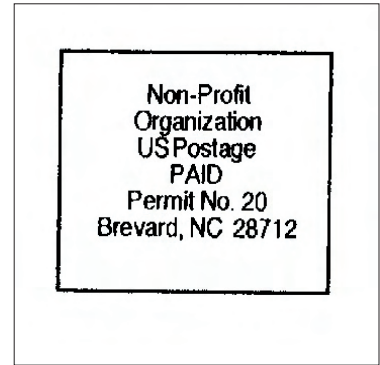 Non-Profit
Organization
US Postage
PAID
Permit No. 20
Brevard, NC 28712